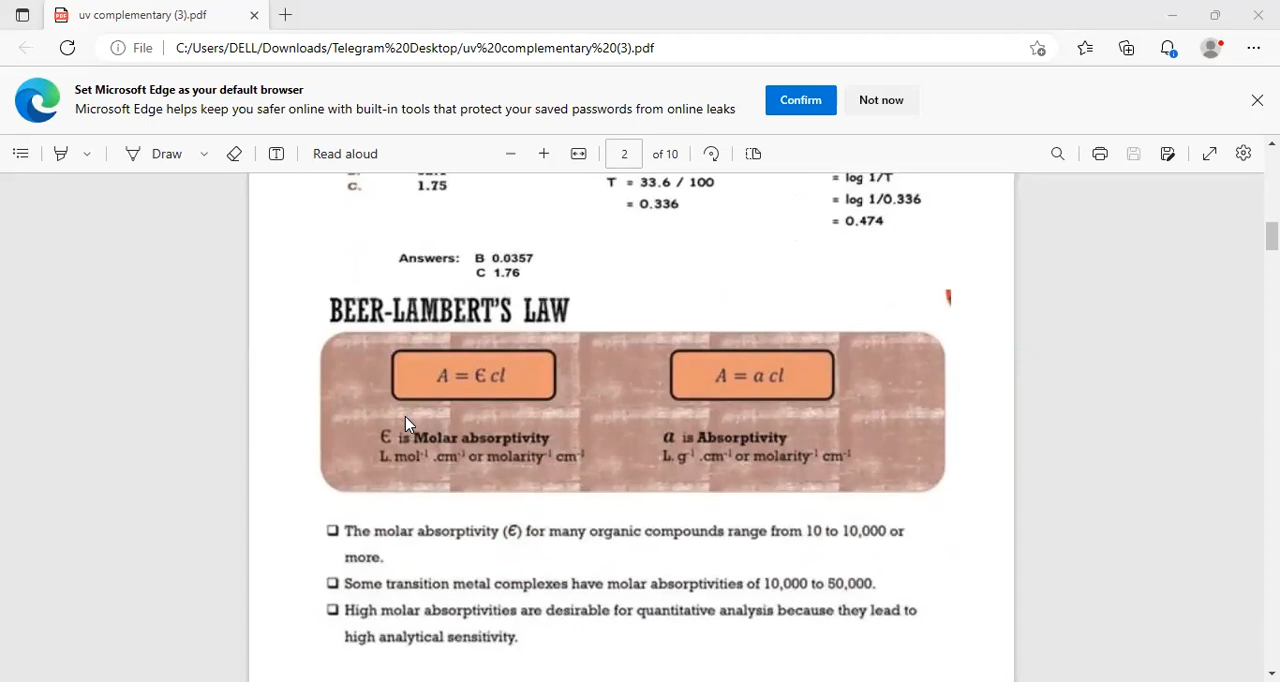 uv complementary (3).pdf
File
C:/Users/DELL/Downloads/Telegram%20Desktop/uv%20complementary%20(3).pdf
Set Microsoft Edge as your default browser
Microsoft Edge helps keep you safer online with built-in tools that protect your saved passwords from online leaks
Confirm
Not now
Draw
Read aloud
2
of 10
C. 1.75
T = 33.6 / 100
= 0.336
= log 1/T
= log 1/0.336
= 0.474
Answers: B 0.0357
C 1.76
BEER-LAMBERT'S LAW
A = Є cl
A = a cl
Є is Molar absorptivity
L. mol⁻¹ .cm⁻¹ or molarity⁻¹ cm⁻¹
a is Absorptivity
L. g⁻¹ .cm⁻¹ or molarity⁻¹ cm⁻¹
❑ The molar absorptivity (Є) for many organic compounds range from 10 to 10,000 or
more.
❑ Some transition metal complexes have molar absorptivities of 10,000 to 50,000.
❑ High molar absorptivities are desirable for quantitative analysis because they lead to
high analytical sensitivity.